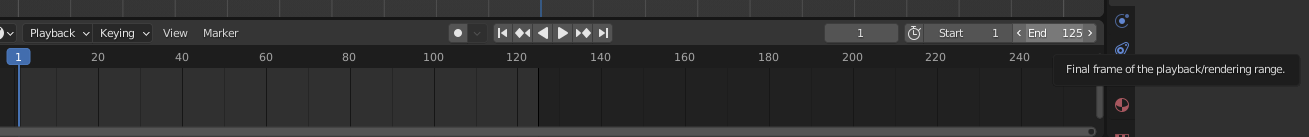 Playback Keying View Marker 1 Start 1 End 125
1 20 40 60 80 100 120 140 160 180 200 220 240
Final frame of the playback/rendering range.